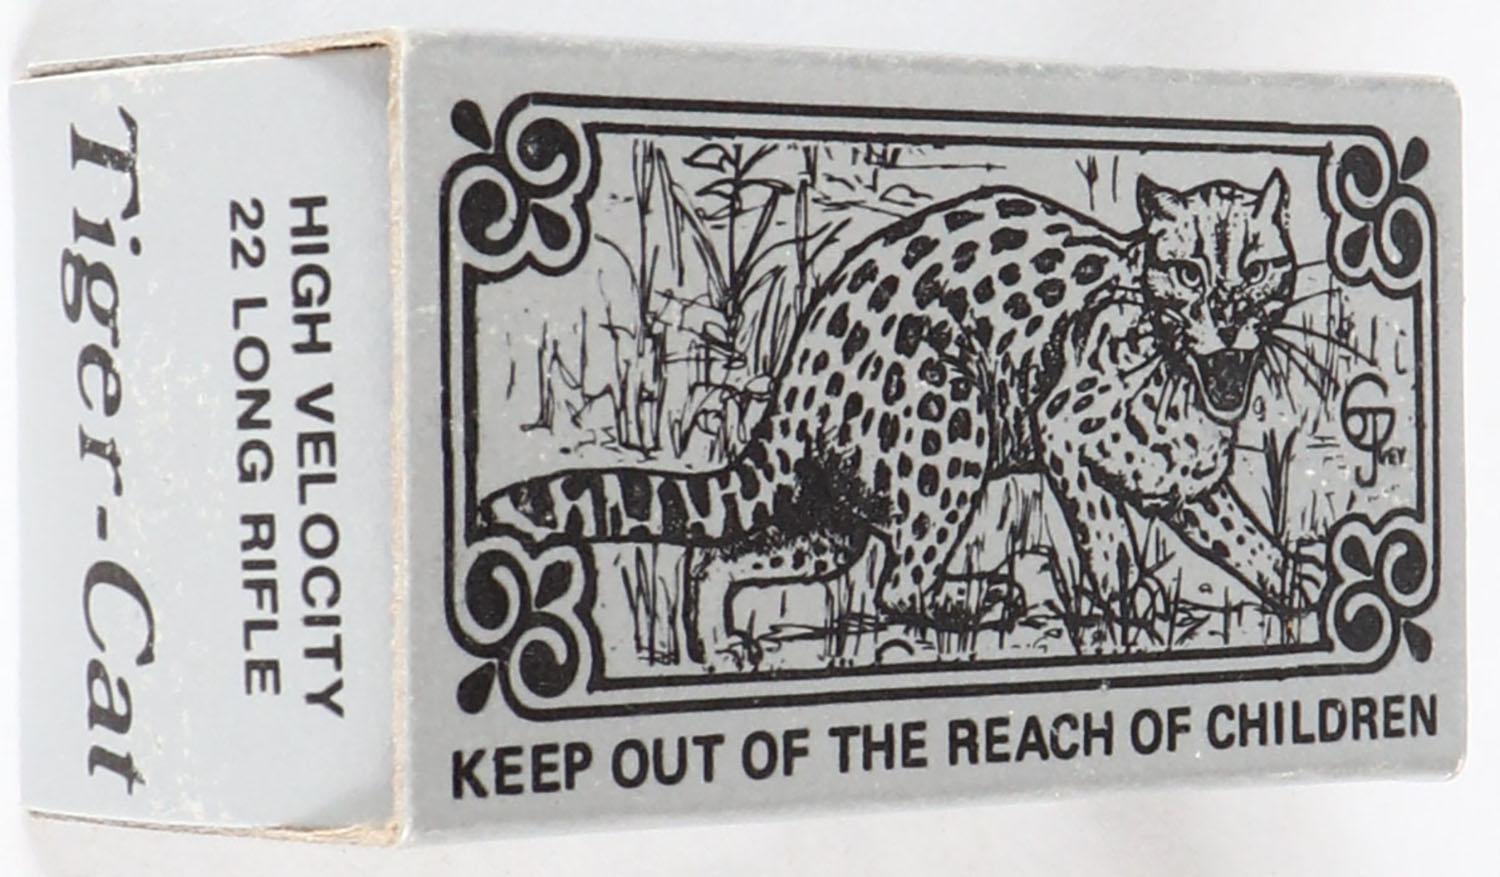 Tiger-Cat
HIGH VELOCITY
22 LONG RIFLE
KEEP OUT OF THE REACH OF CHILDREN